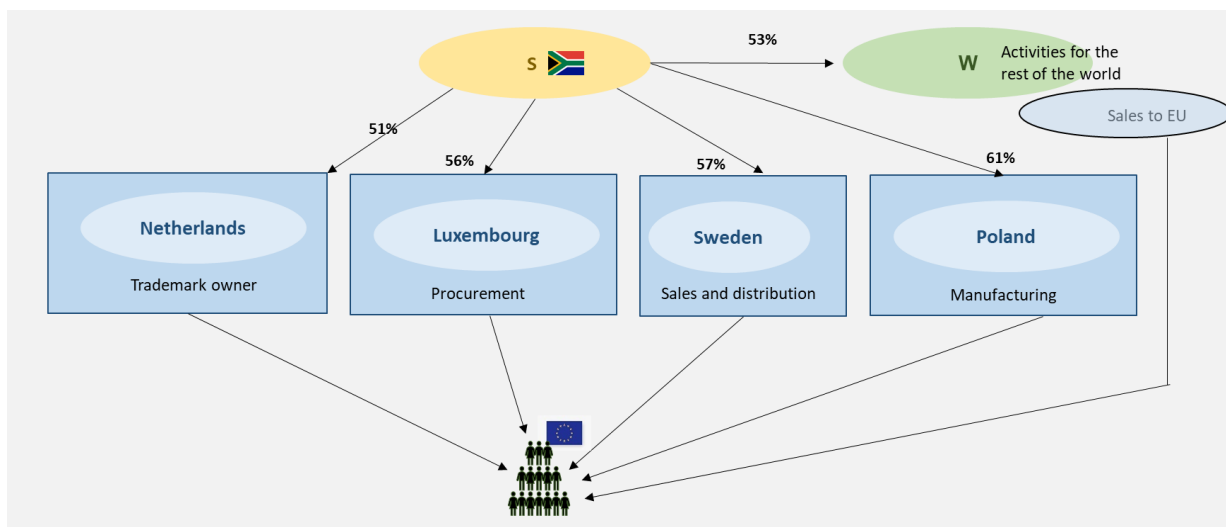 53%
S
W
Activities for the
rest of the world
Sales to EU
51%
56%
57%
61%
Netherlands
Luxembourg
Sweden
Poland
Trademark owner
Procurement
Sales and distribution
Manufacturing